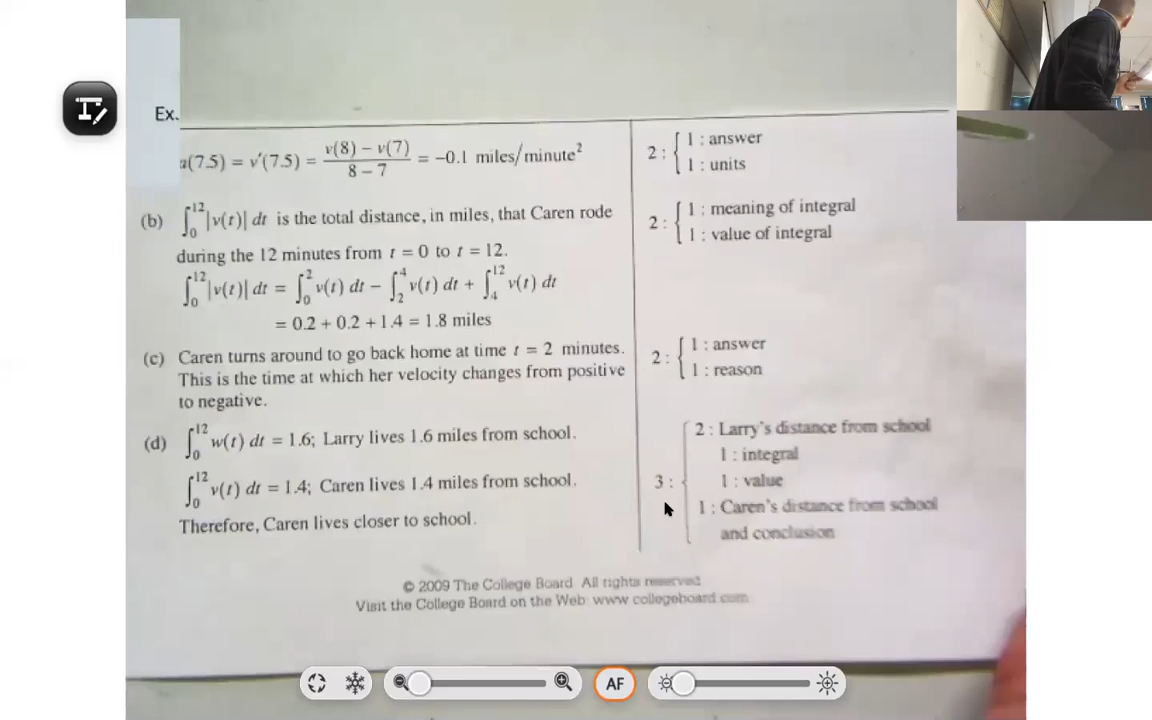 Ex.
a(7.5) = v′(7.5) = (v(8) − v(7))/(8 − 7) = −0.1 miles/minute²
2 : { 1 : answer
1 : units
(b) ∫₀¹² |v(t)| dt is the total distance, in miles, that Caren rode
during the 12 minutes from t = 0 to t = 12.
∫₀¹² |v(t)| dt = ∫₀² v(t) dt − ∫₂⁴ v(t) dt + ∫₄¹² v(t) dt
= 0.2 + 0.2 + 1.4 = 1.8 miles
2 : { 1 : meaning of integral
1 : value of integral
(c) Caren turns around to go back home at time t = 2 minutes.
This is the time at which her velocity changes from positive
to negative.
2 : { 1 : answer
1 : reason
(d) ∫₀¹² w(t) dt = 1.6; Larry lives 1.6 miles from school.
∫₀¹² v(t) dt = 1.4; Caren lives 1.4 miles from school.
Therefore, Caren lives closer to school.
3 : { 2 : Larry's distance from school
1 : integral
1 : value
1 : Caren's distance from school
and conclusion
© 2009 The College Board. All rights reserved.
Visit the College Board on the Web: www.collegeboard.com.
AF